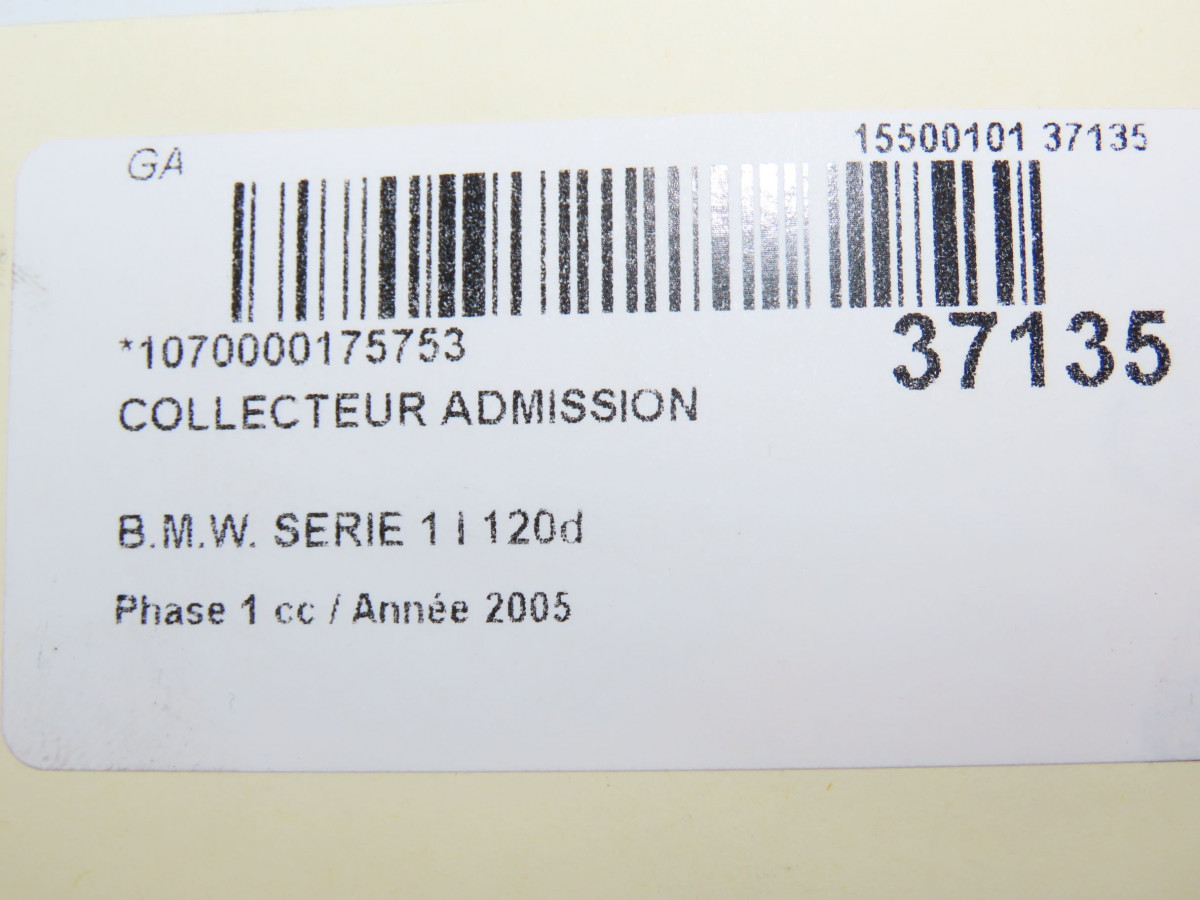 GA
15500101 37135
*1070000175753
37135
COLLECTEUR ADMISSION
B.M.W. SERIE 1 I 120d
Phase 1 cc / Année 2005